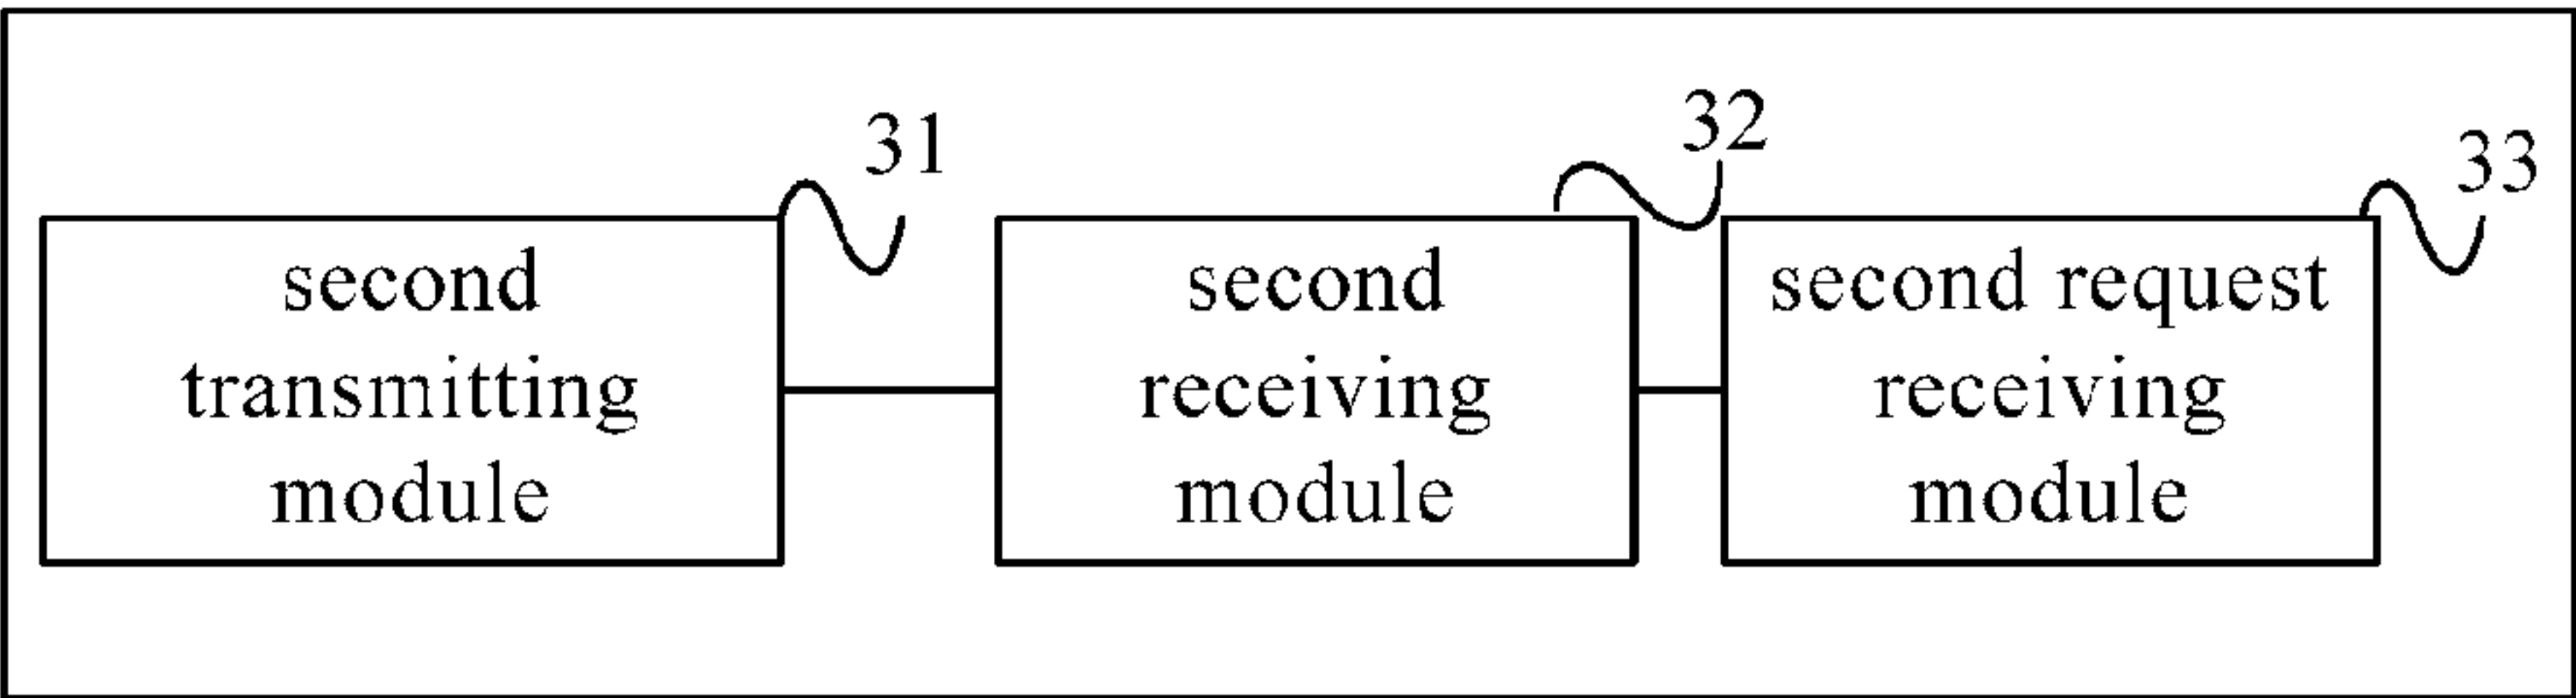 31
32
33
second
transmitting
module
second
receiving
module
second request
receiving
module